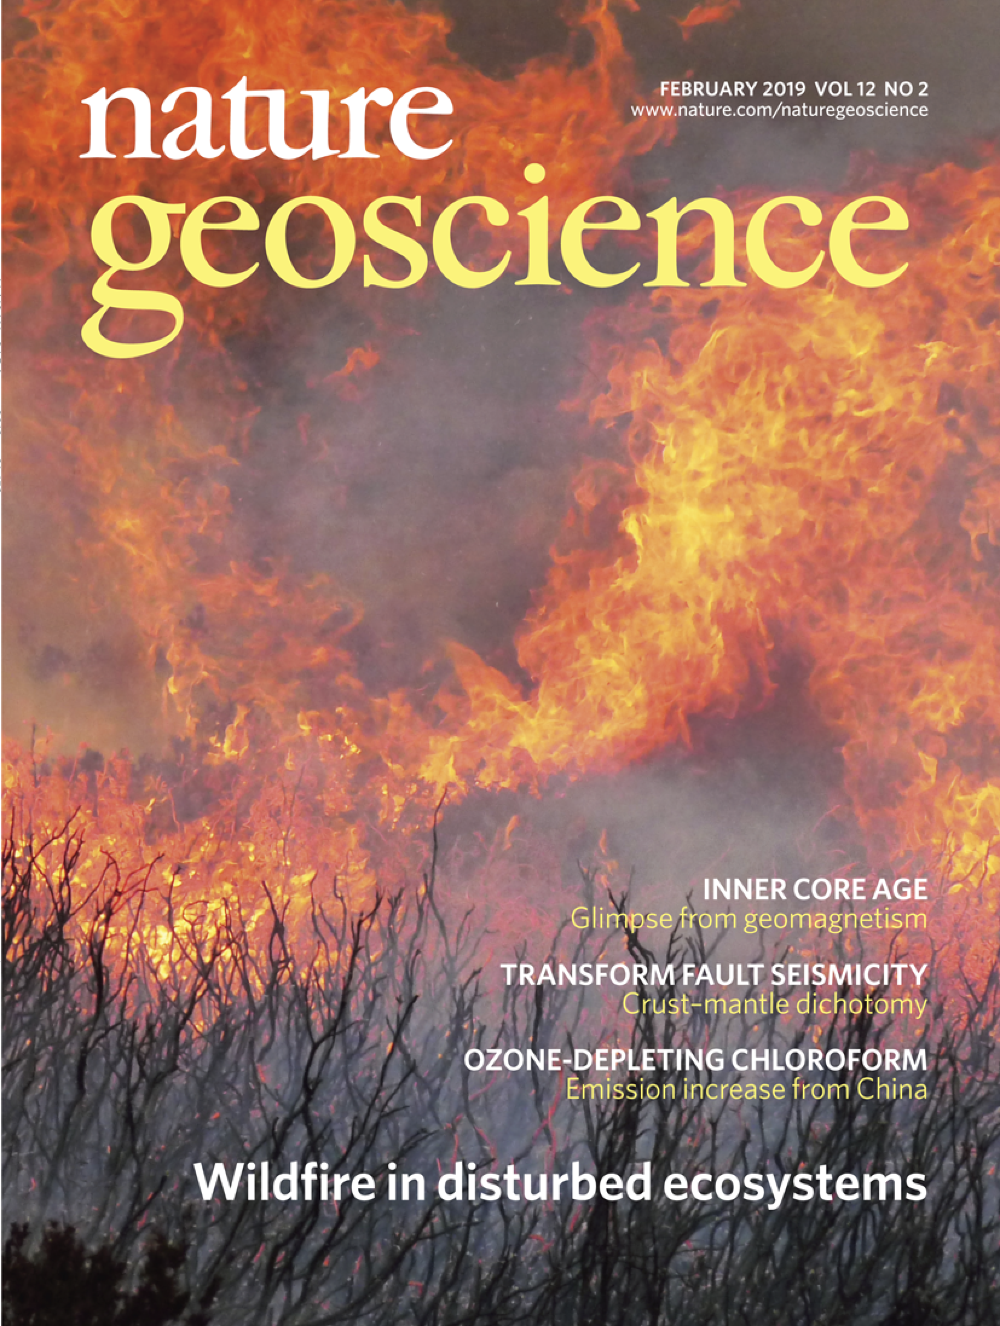 nature
FEBRUARY 2019 VOL 12 NO 2
www.nature.com/naturegeoscience
geoscience
INNER CORE AGE
Glimpse from geomagnetism
TRANSFORM FAULT SEISMICITY
Crust–mantle dichotomy
OZONE-DEPLETING CHLOROFORM
Emission increase from China
Wildfire in disturbed ecosystems